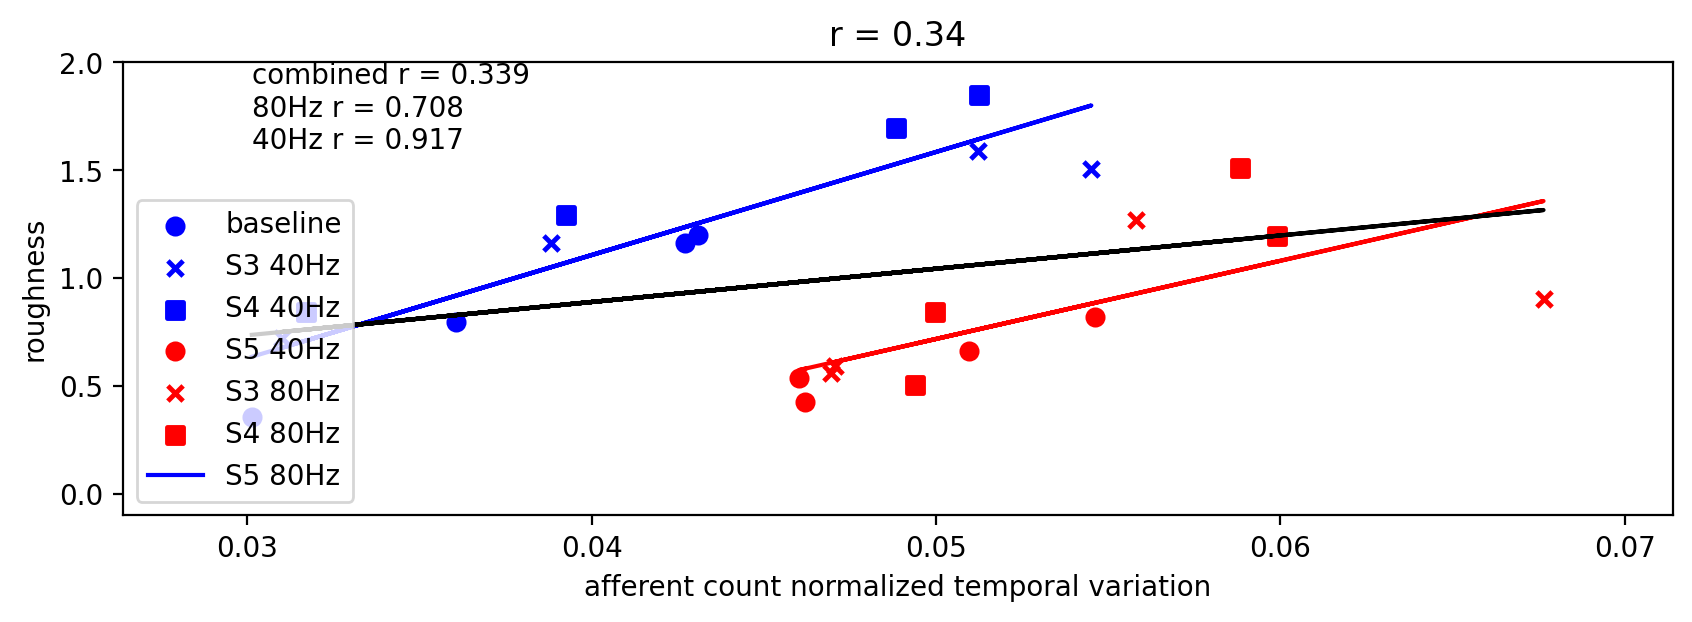 r = 0.34
combined r = 0.339
80Hz r = 0.708
40Hz r = 0.917
baseline
S3 40Hz
S4 40Hz
S5 40Hz
S3 80Hz
S4 80Hz
S5 80Hz
roughness
2.0
1.5
1.0
0.5
0.0
0.03 0.04 0.05 0.06 0.07
afferent count normalized temporal variation